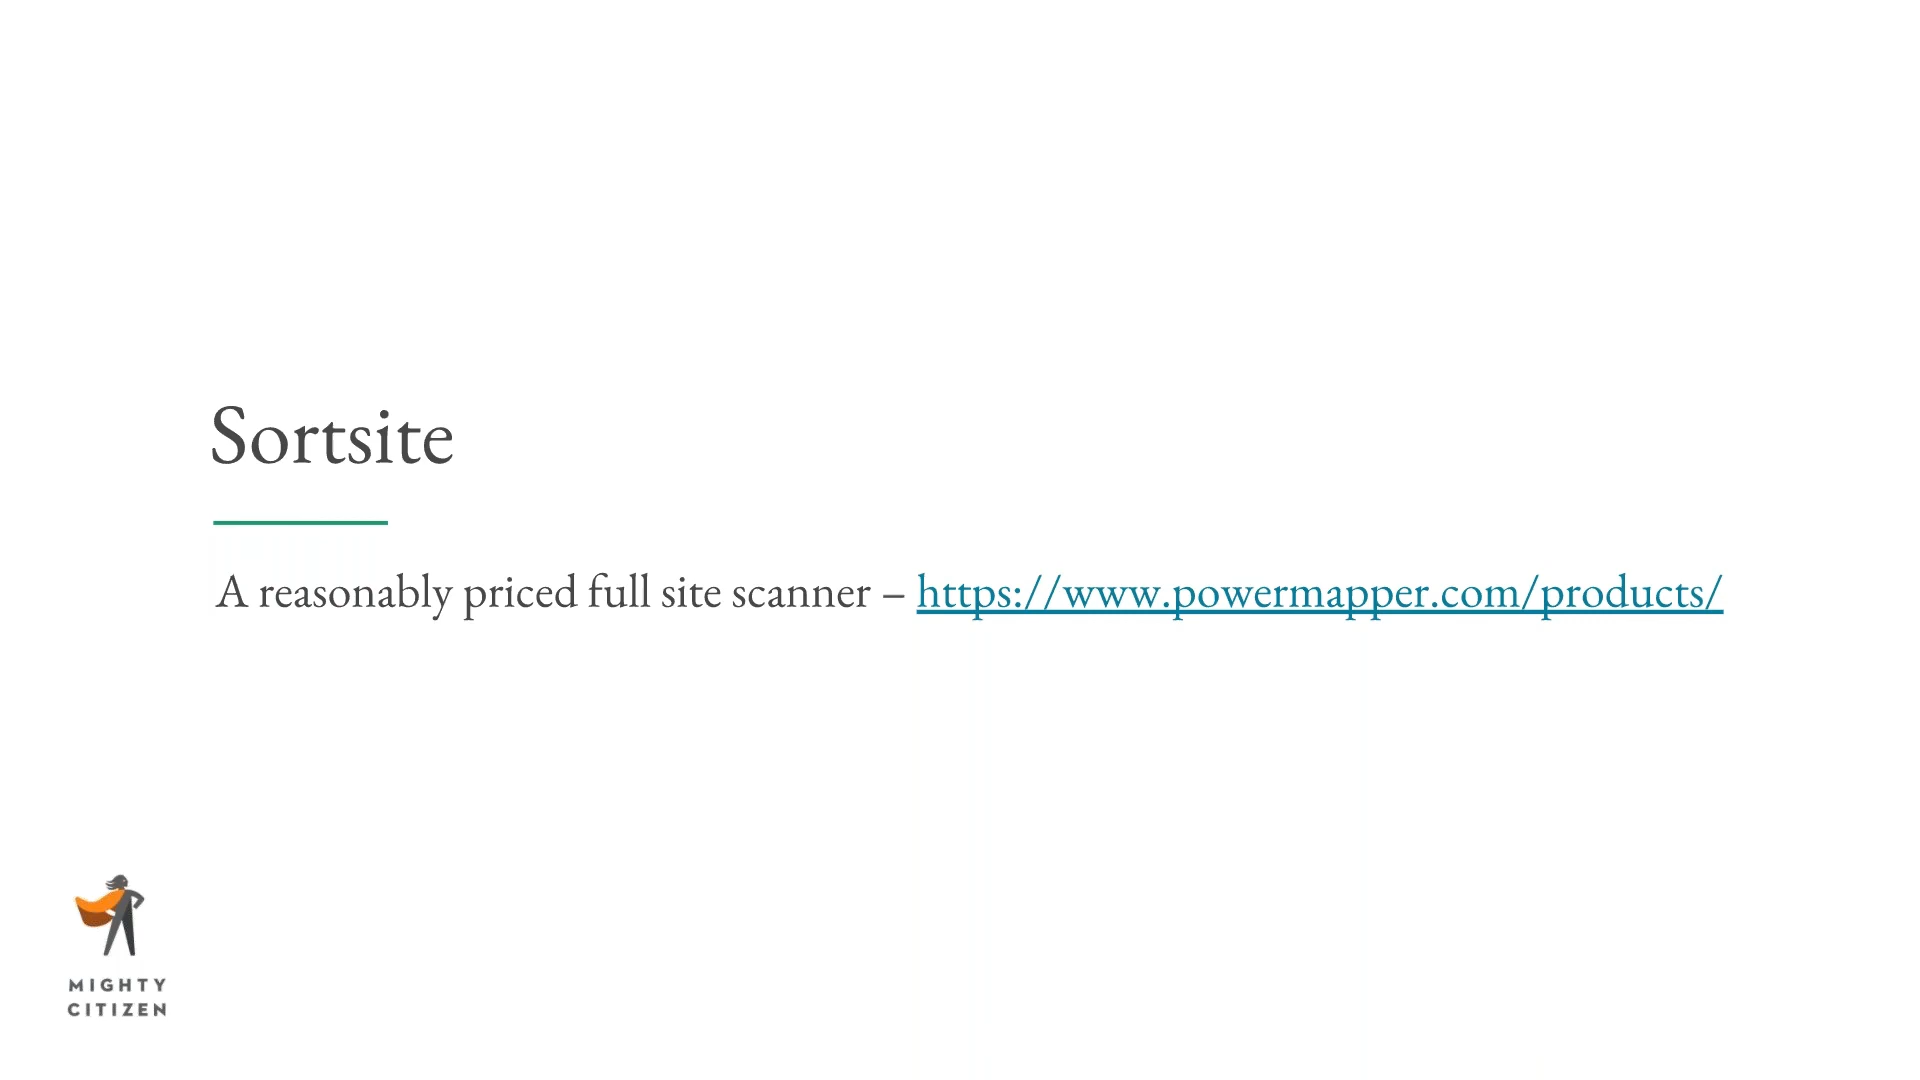 Sortsite
A reasonably priced full site scanner – https://www.powermapper.com/products/
MIGHTY
CITIZEN